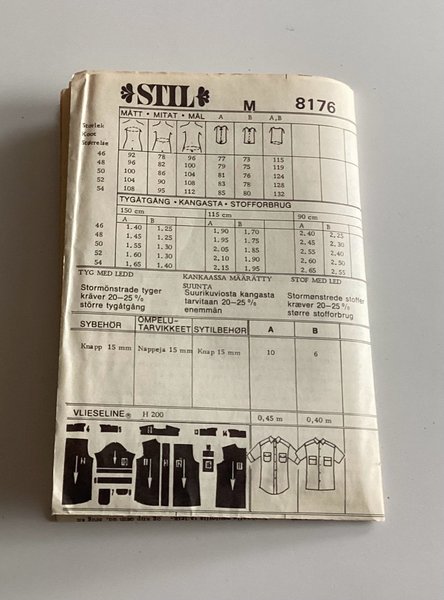 STIL
M 8176
MÅTT • MITAT • MÅL A B A,B
Storlek
Koot
Størrelse
46 92 78 96 77 73 115
48 96 82 100 79 75 119
50 100 86 104 81 76 124
52 104 90 108 83 78 128
54 108 95 112 85 80 132
TYGÅTGÅNG • KANGASTA • STOFFORBRUG
150 cm 115 cm 90 cm
A B A B A B
46 1,40 1,25 1,90 1,70 2,40 2,25
48 1,45 1,25 1,95 1,75 2,45 2,30
50 1,55 1,30 2,05 1,85 2,55 2,40
52 1,60 1,30 2,10 1,90 2,60 2,50
54 1,65 1,40 2,15 1,95 2,65 2,55
TYG MED LEDD KANKAASSA MÄÄRÄTTY SUUNTA STOF MED LED
Stormönstrade tyger Suurikuviosta kangasta Stormønstrede stoffer
kräver 20—25 % tarvitaan 20—25 % kræver 20—25 %
större tygåtgång enemmän større stofforbrug
SYBEHÖR OMPELU-TARVIKKEET SYTILBEHØR A B
Knapp 15 mm Nappeja 15 mm Knap 15 mm 10 6
VLIESELINE® H 200 0,45 m 0,40 m